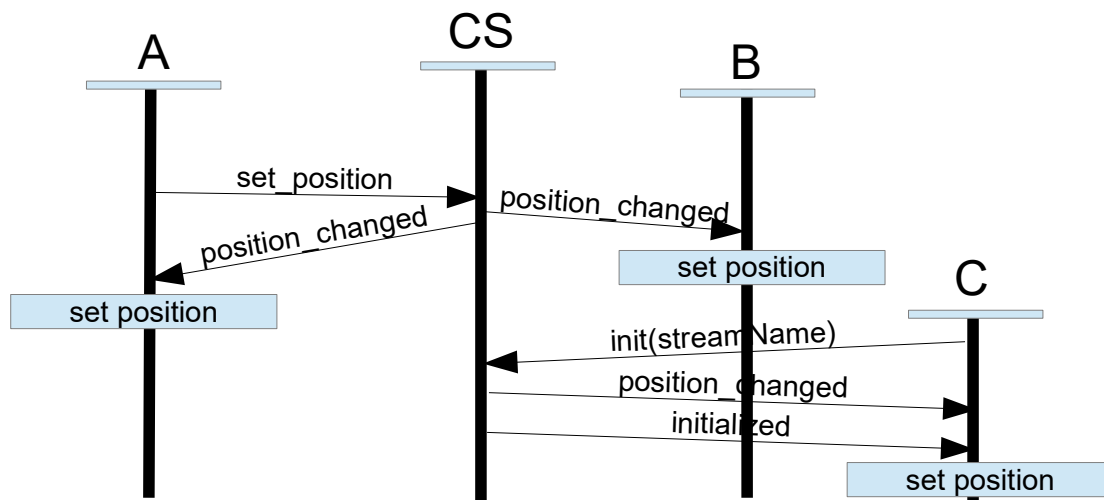 A
CS
B
set_position
position_changed
position_changed
set position
set position
C
init(streamName)
position_changed
initialized
set position